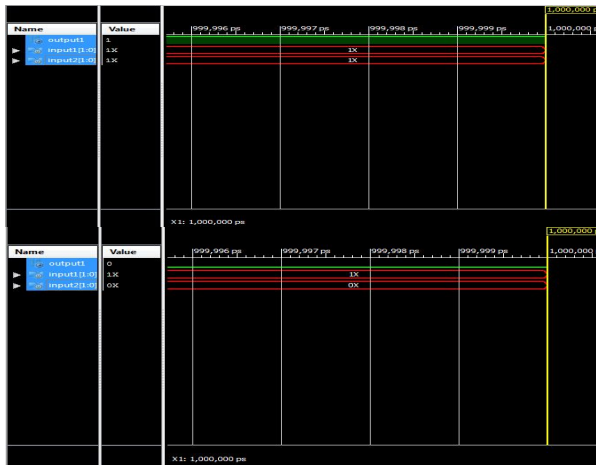 1,000,000 ps
Name Value 999,996 ps 999,997 ps 999,998 ps 999,999 ps 1,000,000 ps
output1 1
input1[1:0] 1X 1X
input2[1:0] 1X 1X
X1: 1,000,000 ps
1,000,000 ps
Name Value 999,996 ps 999,997 ps 999,998 ps 999,999 ps 1,000,000
output1 0
input1[1:0] 1X 1X
input2[1:0] 0X 0X
X1: 1,000,000 ps